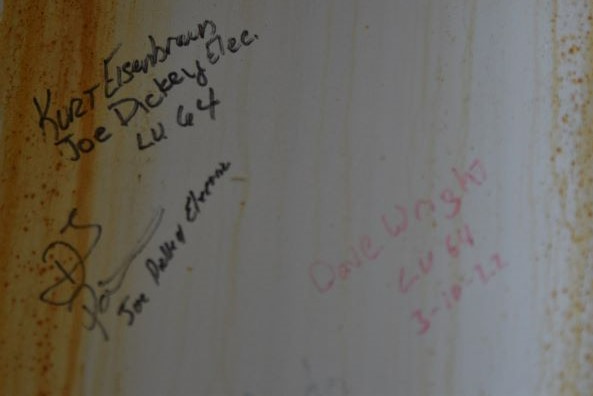 Kurt Eisenbraun
Joe Dickey Elec.
LU 64
Joe Dickey Electric
Dave Wright
LU 64
3-10-22